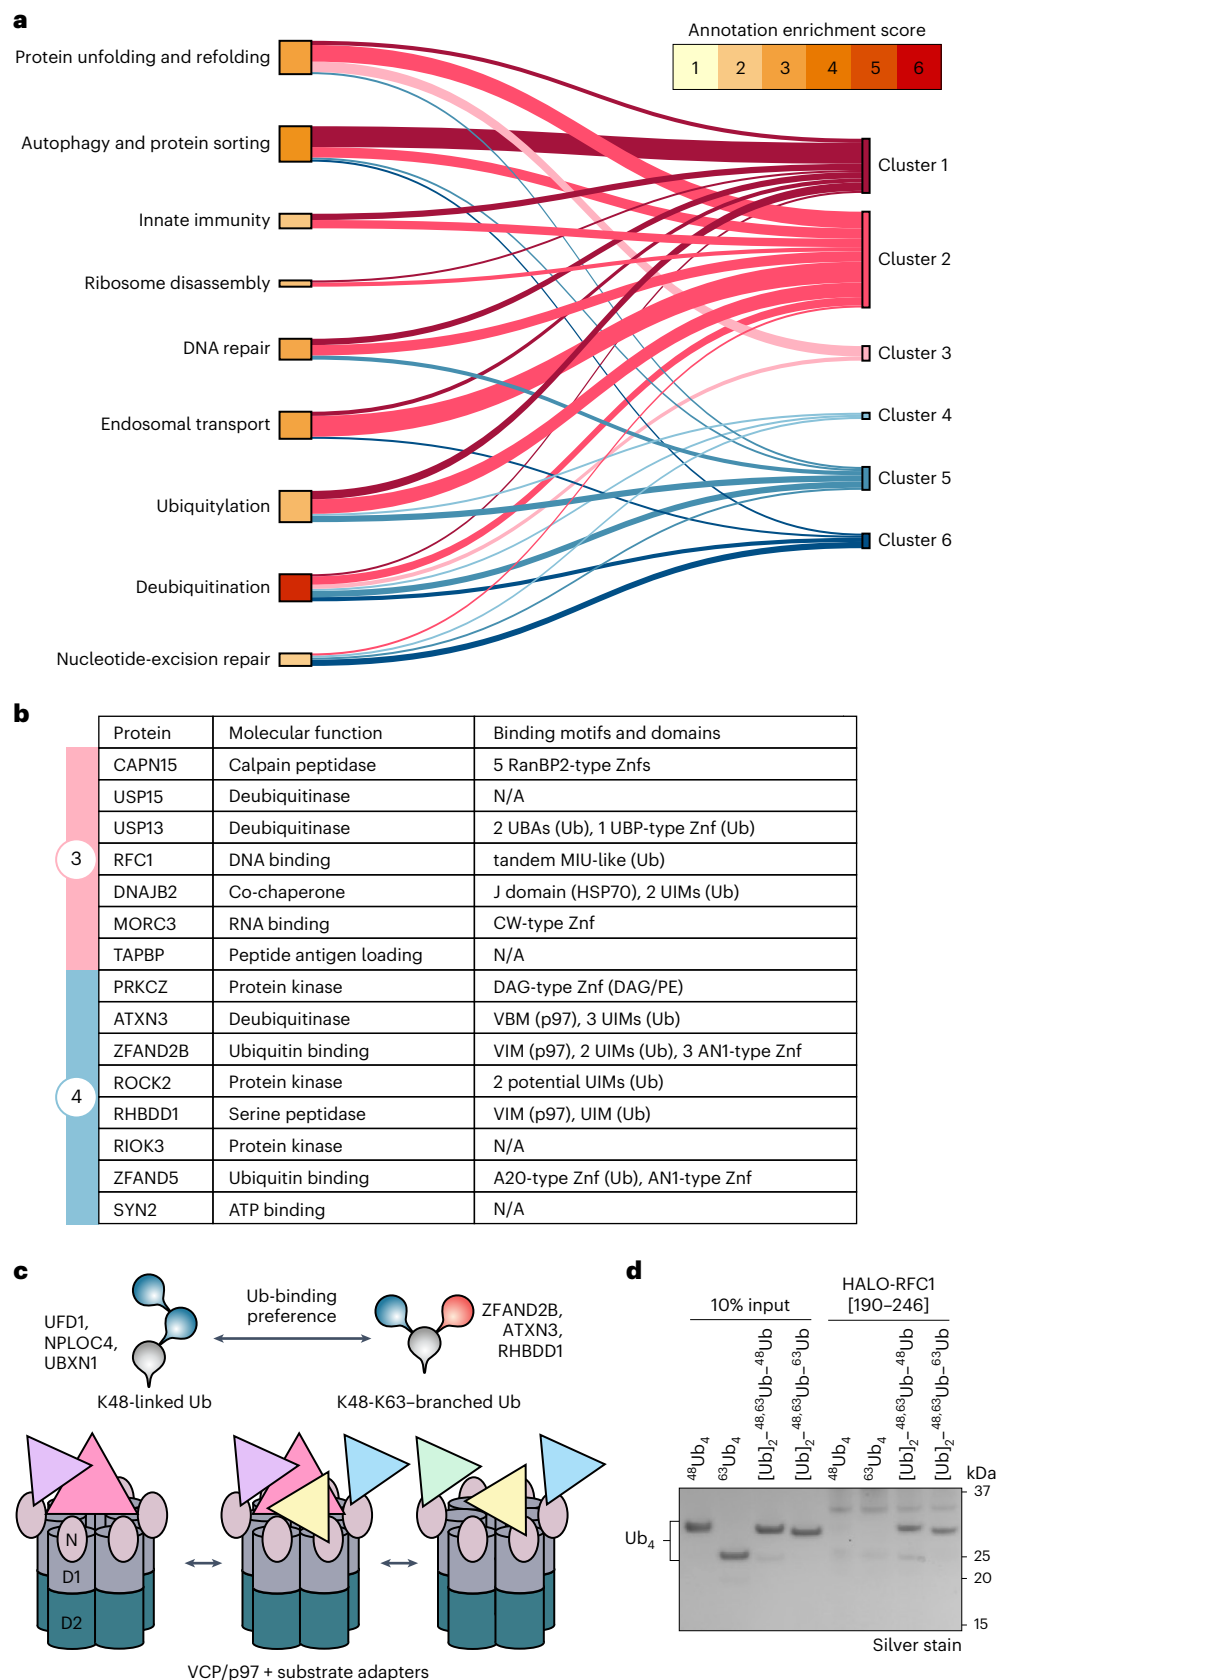 a
Annotation enrichment score
1 2 3 4 5 6
Protein unfolding and refolding
Autophagy and protein sorting
Innate immunity
Ribosome disassembly
DNA repair
Endosomal transport
Ubiquitylation
Deubiquitination
Nucleotide-excision repair
Cluster 1
Cluster 2
Cluster 3
Cluster 4
Cluster 5
Cluster 6
b
Protein Molecular function Binding motifs and domains
CAPN15 Calpain peptidase 5 RanBP2-type Znfs
USP15 Deubiquitinase N/A
USP13 Deubiquitinase 2 UBAs (Ub), 1 UBP-type Znf (Ub)
3
RFC1 DNA binding tandem MIU-like (Ub)
DNAJB2 Co-chaperone J domain (HSP70), 2 UIMs (Ub)
MORC3 RNA binding CW-type Znf
TAPBP Peptide antigen loading N/A
PRKCZ Protein kinase DAG-type Znf (DAG/PE)
ATXN3 Deubiquitinase VBM (p97), 3 UIMs (Ub)
ZFAND2B Ubiquitin binding VIM (p97), 2 UIMs (Ub), 3 AN1-type Znf
4
ROCK2 Protein kinase 2 potential UIMs (Ub)
RHBDD1 Serine peptidase VIM (p97), UIM (Ub)
RIOK3 Protein kinase N/A
ZFAND5 Ubiquitin binding A20-type Znf (Ub), AN1-type Znf
SYN2 ATP binding N/A
c
UFD1,
NPLOC4,
UBXN1
Ub-binding
preference
ZFAND2B,
ATXN3,
RHBDD1
K48-linked Ub
K48-K63–branched Ub
N
D1
D2
VCP/p97 + substrate adapters
d
10% input
HALO-RFC1
[190–246]
⁴⁸Ub₄
⁶³Ub₄
[Ub]₂–⁴⁸,⁶³Ub–⁴⁸Ub
[Ub]₂–⁴⁸,⁶³Ub–⁶³Ub
⁴⁸Ub₄
⁶³Ub₄
[Ub]₂–⁴⁸,⁶³Ub–⁴⁸Ub
[Ub]₂–⁴⁸,⁶³Ub–⁶³Ub
kDa
37
25
20
15
Ub₄
Silver stain